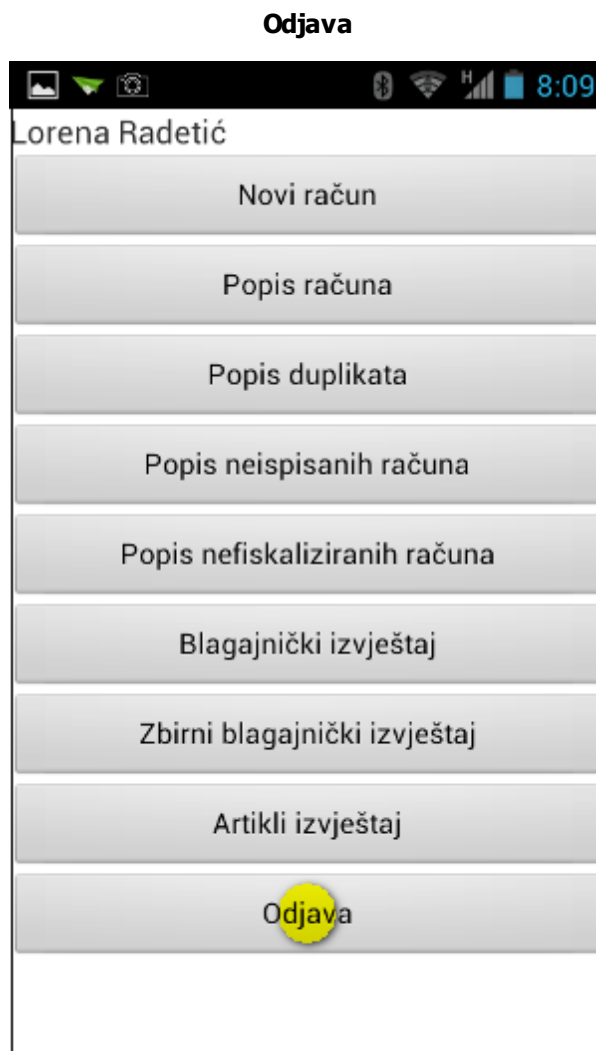 Odjava
H 8:09
Lorena Radetić
Novi račun
Popis računa
Popis duplikata
Popis neispisanih računa
Popis nefiskaliziranih računa
Blagajnički izvještaj
Zbirni blagajnički izvještaj
Artikli izvještaj
Odjava